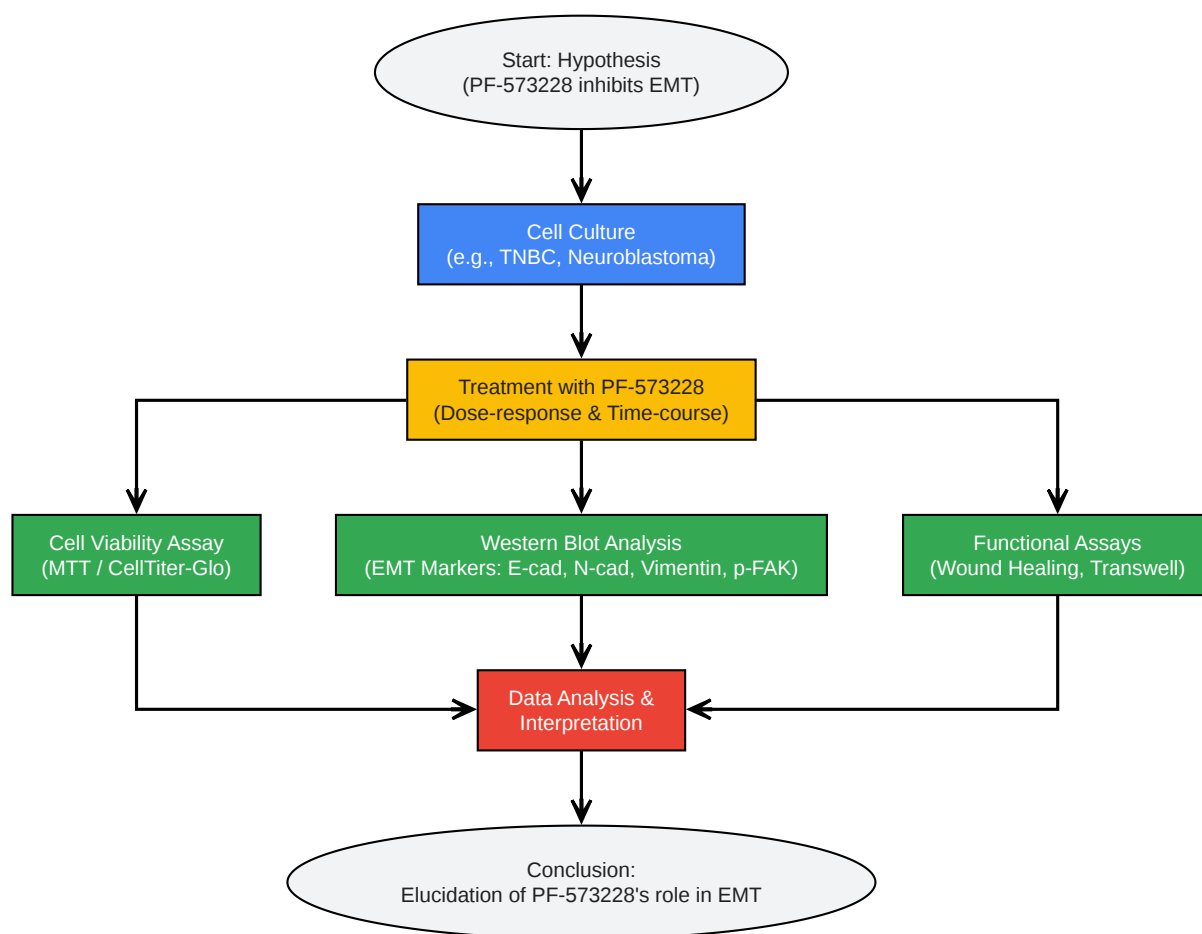 Start: Hypothesis
(PF-573228 inhibits EMT)
Cell Culture
(e.g., TNBC, Neuroblastoma)
Treatment with PF-573228
(Dose-response & Time-course)
Cell Viability Assay
(MTT / CellTiter-Glo)
Western Blot Analysis
(EMT Markers: E-cad, N-cad, Vimentin, p-FAK)
Functional Assays
(Wound Healing, Transwell)
Data Analysis &
Interpretation
Conclusion:
Elucidation of PF-573228's role in EMT